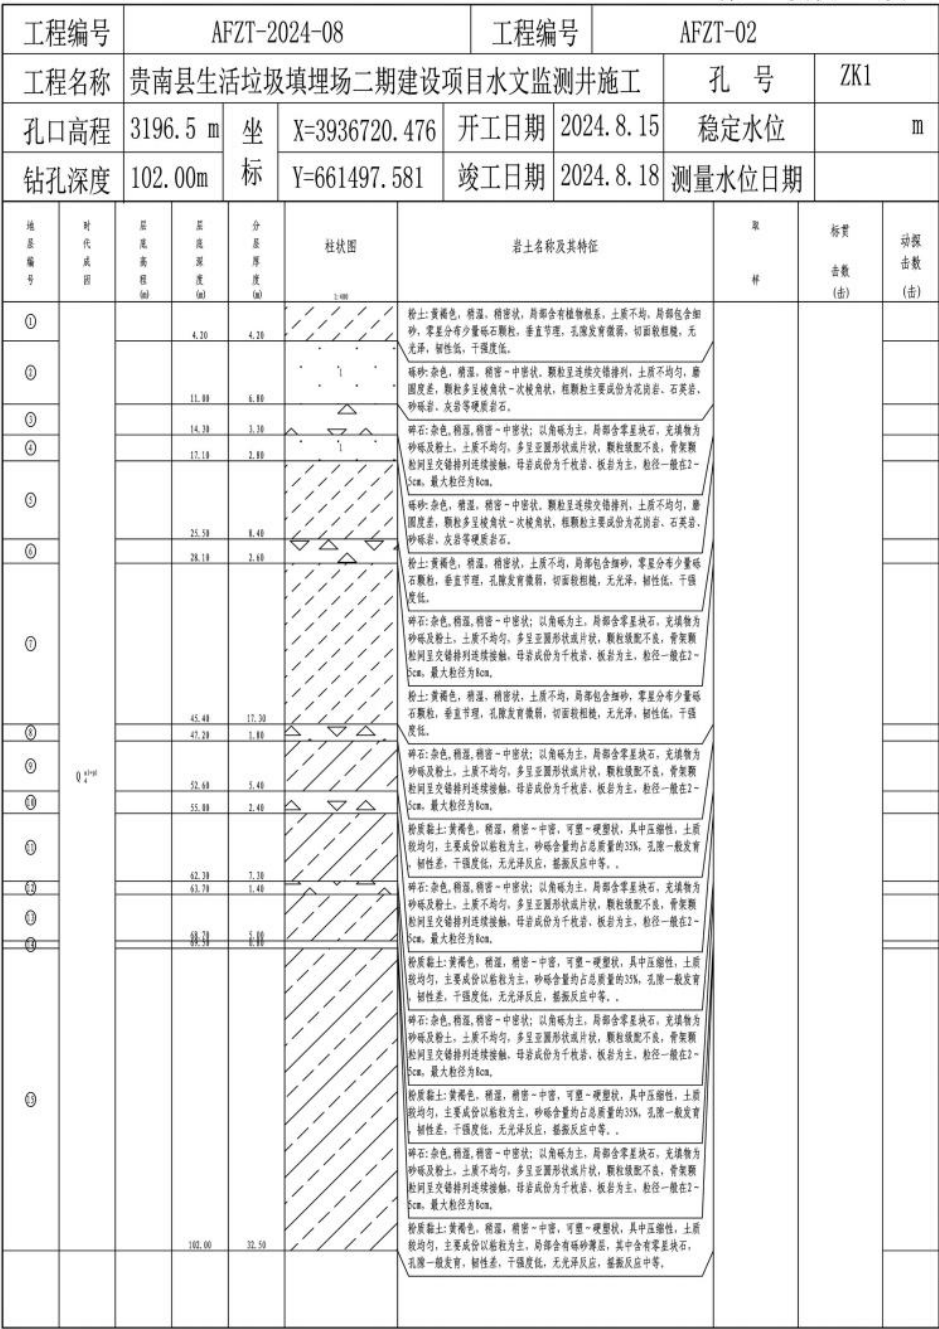 工程编号 AFZT-2024-08 工程编号 AFZT-02
工程名称 贵南县生活垃圾填埋场二期建设项目水文监测井施工 孔 号 ZK1
孔口高程 3196.5 m 坐标 X=3936720.476 开工日期 2024.8.15 稳定水位 m
钻孔深度 102.00m Y=661497.581 竣工日期 2024.8.18 测量水位日期
地层编号 时代成因 层底高程(m) 层底深度(m) 分层厚度(m) 柱状图 1:400 岩土名称及其特征 取样 标贯击数(击) 动探击数(击)
① 4.20 4.20
② 11.00 6.80
③ 14.30 3.30
④ 17.10 2.80
⑤ 25.50 8.40
⑥ 28.10 2.60
⑦ 45.40 17.30
⑧ 47.20 1.80
⑨ 52.60 5.40
⑩ 55.00 2.40
⑪ 62.30 7.30
⑫ 63.70 1.40
⑬ 68.70 5.00
⑭ 69.50 0.80
⑮ 102.00 32.50
Q4 al+pl
粉土:黄褐色，稍湿，稍密状，局部含有植物根系，土质不均，局部包含细
砂，零星分布少量砾石颗粒，垂直节理，孔隙发育微弱，切面较粗糙，无
光泽，韧性低，干强度低。
砾砂:杂色，稍湿，稍密-中密状。颗粒呈连续交错排列，土质不均匀，磨
圆度差，颗粒多呈棱角状-次棱角状，粗颗粒主要成份为花岗岩、石英岩、
砂砾岩、灰岩等硬质岩石。
碎石:杂色,稍湿,稍密-中密状；以角砾为主，局部含零星块石，充填物为
砂砾及粉土，土质不均匀，多呈亚圆形状或片状，颗粒级配不良，骨架颗
粒间呈交错排列连续接触，母岩成份为千枚岩、板岩为主，粒径一般在2-
5cm，最大粒径为8cm。
砾砂:杂色，稍湿，稍密-中密状。颗粒呈连续交错排列，土质不均匀，磨
圆度差，颗粒多呈棱角状-次棱角状，粗颗粒主要成份为花岗岩、石英岩、
砂砾岩、灰岩等硬质岩石。
粉土:黄褐色，稍湿，稍密状，土质不均，局部包含细砂，零星分布少量砾
石颗粒，垂直节理，孔隙发育微弱，切面较粗糙，无光泽，韧性低，干强
度低。
碎石:杂色,稍湿,稍密-中密状；以角砾为主，局部含零星块石，充填物为
砂砾及粉土，土质不均匀，多呈亚圆形状或片状，颗粒级配不良，骨架颗
粒间呈交错排列连续接触，母岩成份为千枚岩、板岩为主，粒径一般在2-
5cm，最大粒径为8cm。
粉土:黄褐色，稍湿，稍密状，土质不均，局部包含细砂，零星分布少量砾
石颗粒，垂直节理，孔隙发育微弱，切面较粗糙，无光泽，韧性低，干强
度低。
碎石:杂色,稍湿,稍密-中密状；以角砾为主，局部含零星块石，充填物为
砂砾及粉土，土质不均匀，多呈亚圆形状或片状，颗粒级配不良，骨架颗
粒间呈交错排列连续接触，母岩成份为千枚岩、板岩为主，粒径一般在2-
5cm，最大粒径为8cm。
粉质黏土:黄褐色，稍湿，稍密-中密，可塑-硬塑状，具中压缩性，土质
较均匀，主要成份以粘粒为主，砂砾含量约占总质量的35%，孔隙一般发育
，韧性差，干强度低，无光泽反应，摇振反应中等。.
碎石:杂色,稍湿,稍密-中密状；以角砾为主，局部含零星块石，充填物为
砂砾及粉土，土质不均匀，多呈亚圆形状或片状，颗粒级配不良，骨架颗
粒间呈交错排列连续接触，母岩成份为千枚岩、板岩为主，粒径一般在2-
5cm，最大粒径为8cm。
粉质黏土:黄褐色，稍湿，稍密-中密，可塑-硬塑状，具中压缩性，土质
较均匀，主要成份以粘粒为主，砂砾含量约占总质量的35%，孔隙一般发育
，韧性差，干强度低，无光泽反应，摇振反应中等。.
碎石:杂色,稍湿,稍密-中密状；以角砾为主，局部含零星块石，充填物为
砂砾及粉土，土质不均匀，多呈亚圆形状或片状，颗粒级配不良，骨架颗
粒间呈交错排列连续接触，母岩成份为千枚岩、板岩为主，粒径一般在2-
5cm，最大粒径为8cm。
粉质黏土:黄褐色，稍湿，稍密-中密，可塑-硬塑状，具中压缩性，土质
较均匀，主要成份以粘粒为主，砂砾含量约占总质量的35%，孔隙一般发育
，韧性差，干强度低，无光泽反应，摇振反应中等。.
碎石:杂色,稍湿,稍密-中密状；以角砾为主，局部含零星块石，充填物为
砂砾及粉土，土质不均匀，多呈亚圆形状或片状，颗粒级配不良，骨架颗
粒间呈交错排列连续接触，母岩成份为千枚岩、板岩为主，粒径一般在2-
5cm，最大粒径为8cm。
粉质黏土:黄褐色，稍湿，稍密-中密，可塑-硬塑状，具中压缩性，土质
较均匀，主要成份以粘粒为主，局部含有砾砂薄层，其中含有零星块石，
孔隙一般发育，韧性差，干强度低，无光泽反应，摇振反应中等。